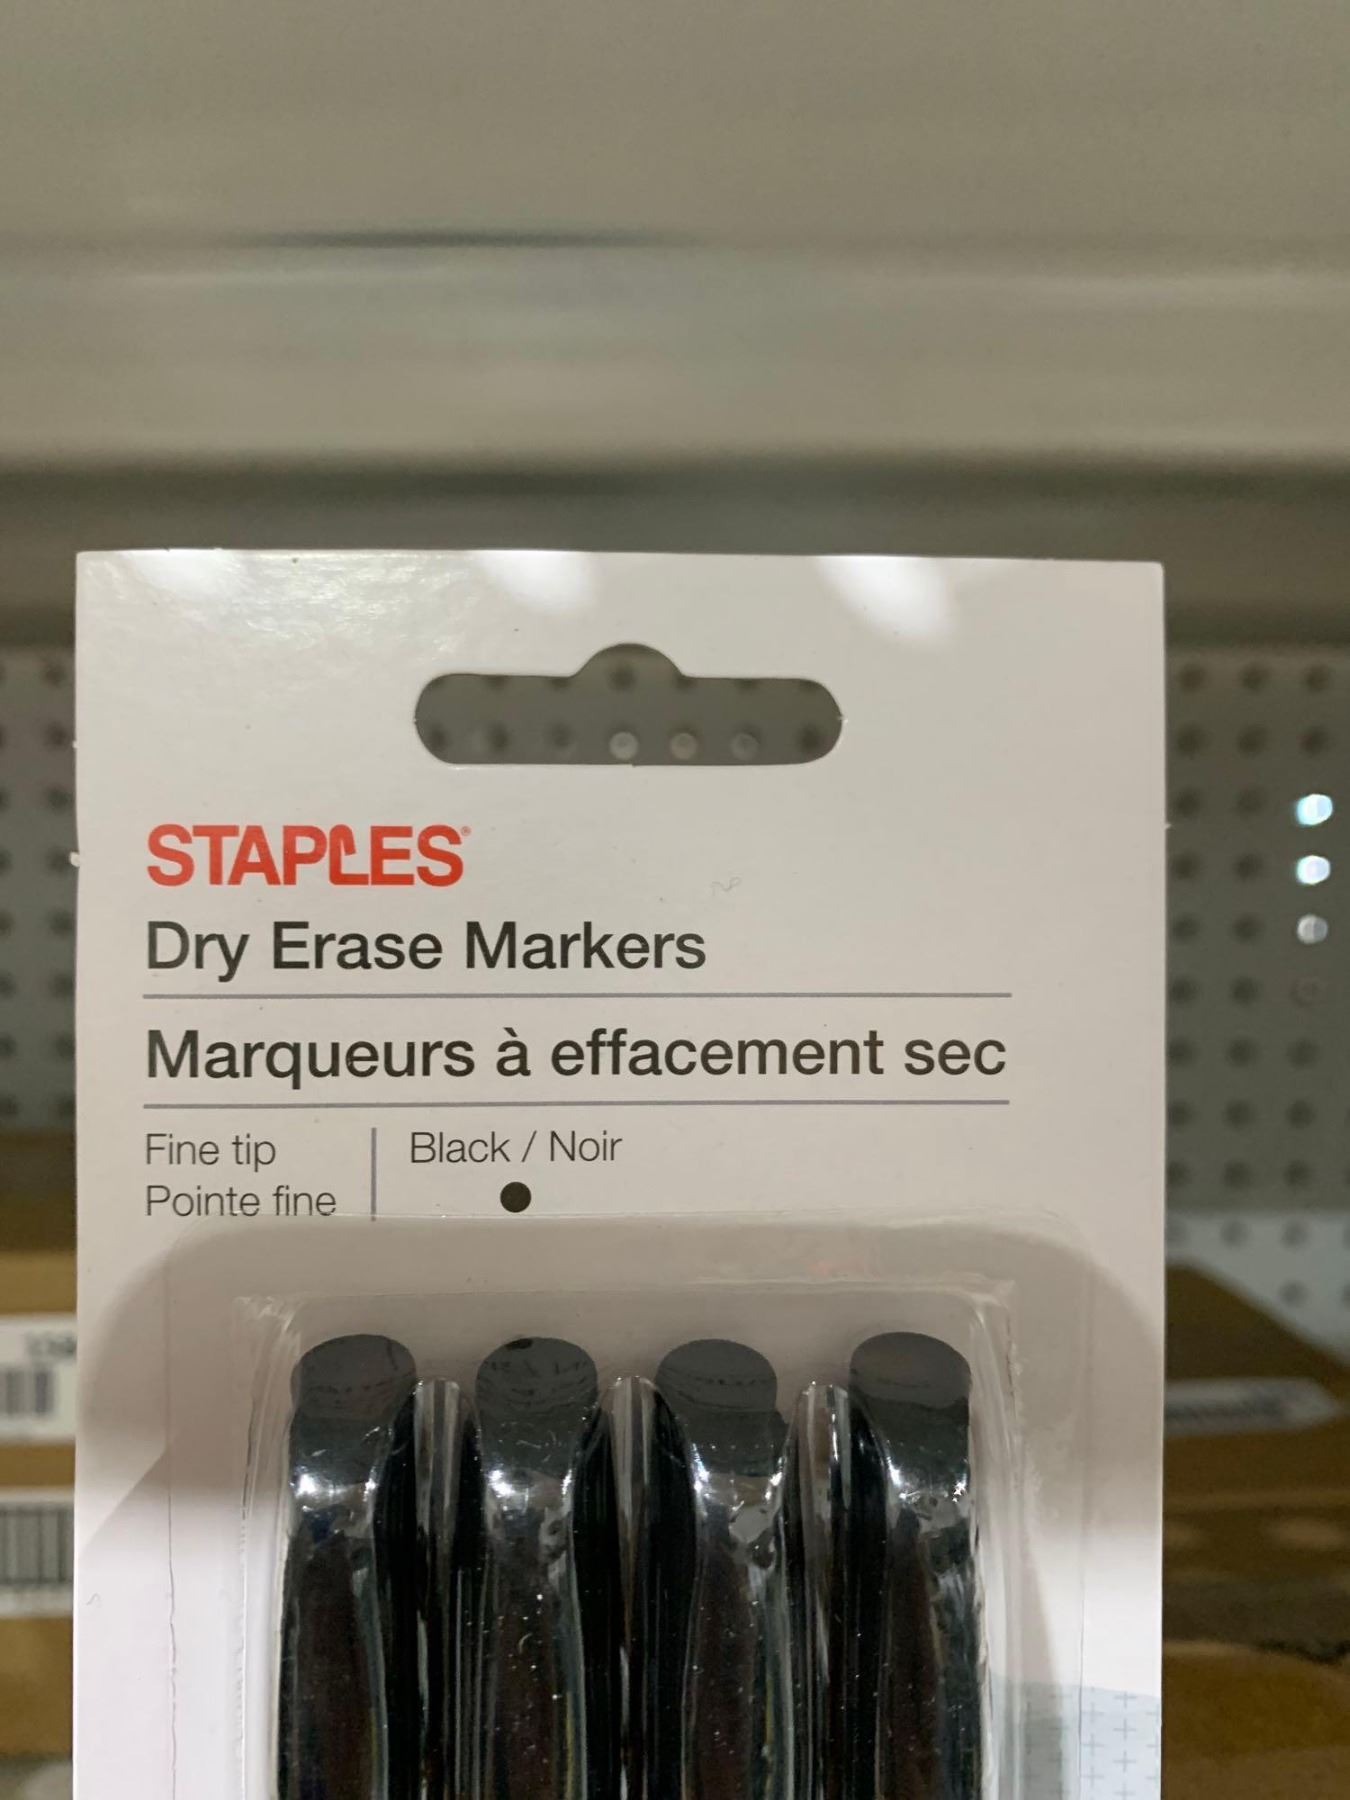 STAPLES®
Dry Erase Markers
Marqueurs à effacement sec
Fine tip
Pointe fine
Black / Noir